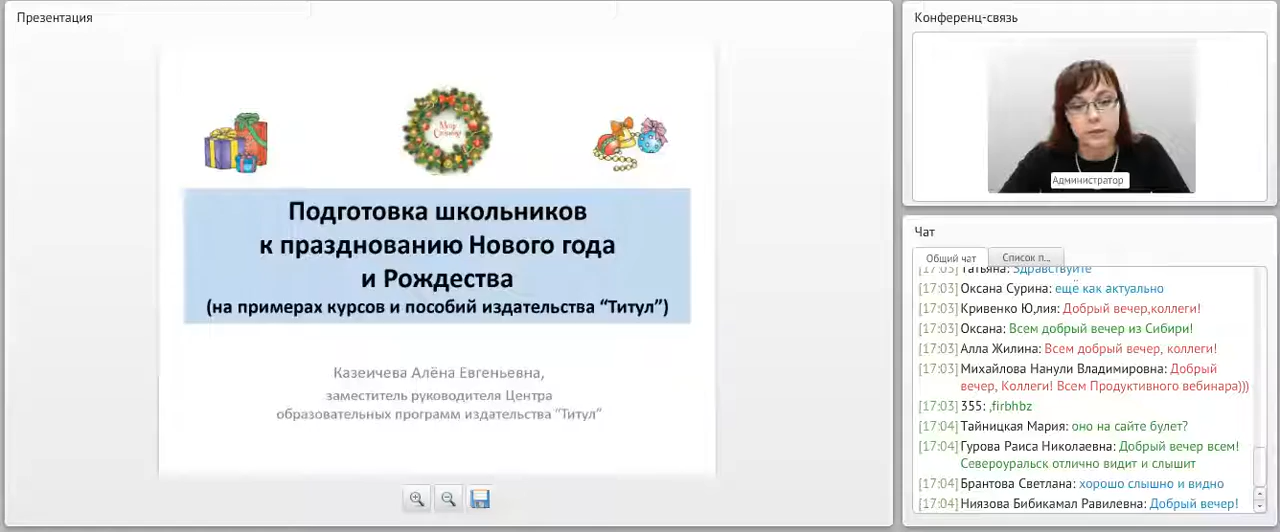 Презентация
Подготовка школьников
к празднованию Нового года
и Рождества
(на примерах курсов и пособий издательства “Титул”)
Казеичева Алёна Евгеньевна,
заместитель руководителя Центра
образовательных программ издательства “Титул”
Конференц-связь
Администратор
Чат
Общий чат
Список п...
[17:03] Татьяна: Здравствуйте
[17:03] Оксана Сурина: ещё как актуально
[17:03] Кривенко Ю,лия: Добрый вечер,коллеги!
[17:03] Оксана: Всем добрый вечер из Сибири!
[17:03] Алла Жилина: Всем добрый вечер, коллеги!
[17:03] Михайлова Нанули Владимировна: Добрый
вечер, Коллеги! Всем Продуктивного вебинара)))
[17:03] 355: ,firbhbz
[17:04] Тайницкая Мария: оно на сайте булет?
[17:04] Гурова Раиса Николаевна: Добрый вечер всем!
Североуральск отлично видит и слышит
[17:04] Брантова Светлана: хорошо слышно и видно
[17:04] Ниязова Бибикамал Равилевна: Добрый вечер!